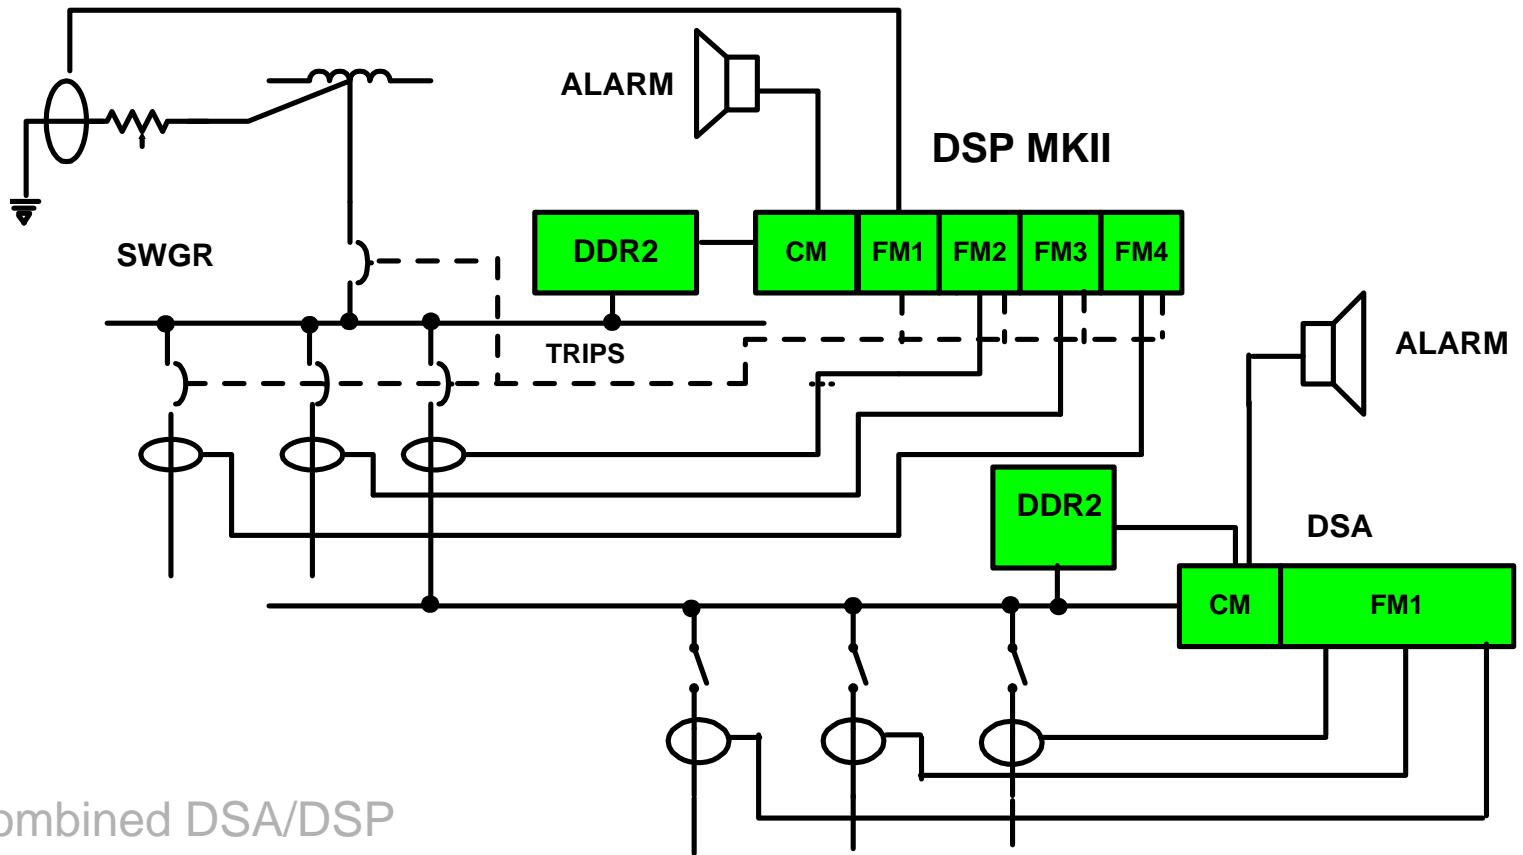 ALARM
DSP MKII
SWGR
DDR2
CM
FM1
FM2
FM3
FM4
TRIPS
ALARM
DDR2
DSA
CM
FM1
ombined DSA/DSP